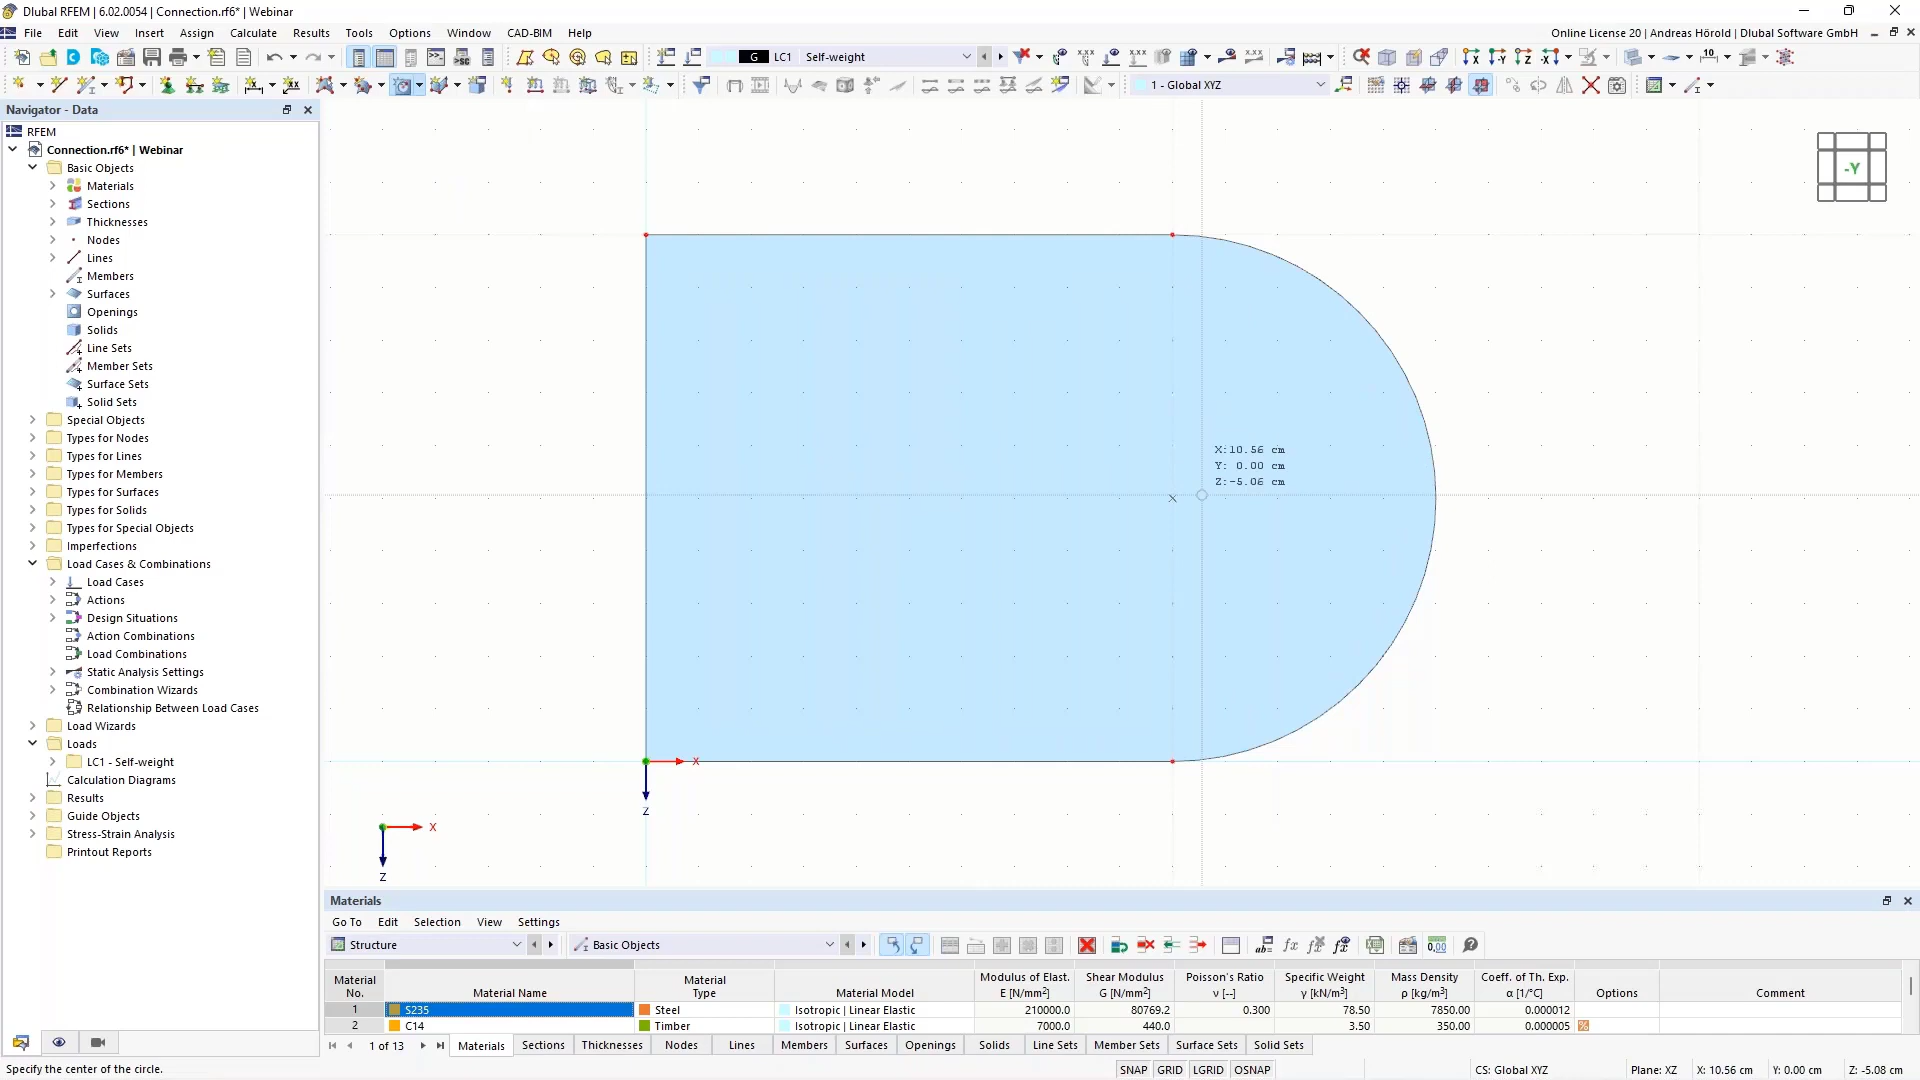 Dlubal RFEM | 6.02.0054 | Connection.rf6* | Webinar
File Edit View Insert Assign Calculate Results Tools Options Window CAD-BIM Help
Online License 20 | Andreas Hörold | Dlubal Software GmbH
G LC1 Self-weight
1 - Global XYZ
Navigator - Data
RFEM
Connection.rf6* | Webinar
Basic Objects
Materials
Sections
Thicknesses
Nodes
Lines
Members
Surfaces
Openings
Solids
Line Sets
Member Sets
Surface Sets
Solid Sets
Special Objects
Types for Nodes
Types for Lines
Types for Members
Types for Surfaces
Types for Solids
Types for Special Objects
Imperfections
Load Cases & Combinations
Load Cases
Actions
Design Situations
Action Combinations
Load Combinations
Static Analysis Settings
Combination Wizards
Relationship Between Load Cases
Load Wizards
Loads
LC1 - Self-weight
Calculation Diagrams
Results
Guide Objects
Stress-Strain Analysis
Printout Reports
-Y
X:10.56 cm
Y: 0.00 cm
Z:-5.06 cm
X
Z
X
Z
Materials
Go To Edit Selection View Settings
Structure Basic Objects
Material No. Material Name Material Type Material Model Modulus of Elast. E [N/mm²] Shear Modulus G [N/mm²] Poisson's Ratio ν [--] Specific Weight γ [kN/m³] Mass Density ρ [kg/m³] Coeff. of Th. Exp. α [1/°C] Options Comment
1 S235 Steel Isotropic | Linear Elastic 210000.0 80769.2 0.300 78.50 7850.00 0.000012
2 C14 Timber Isotropic | Linear Elastic 7000.0 440.0 3.50 350.00 0.000005
1 of 13 Materials Sections Thicknesses Nodes Lines Members Surfaces Openings Solids Line Sets Member Sets Surface Sets Solid Sets
Specify the center of the circle. SNAP GRID LGRID OSNAP CS: Global XYZ Plane: XZ X: 10.56 cm Y: 0.00 cm Z: -5.08 cm